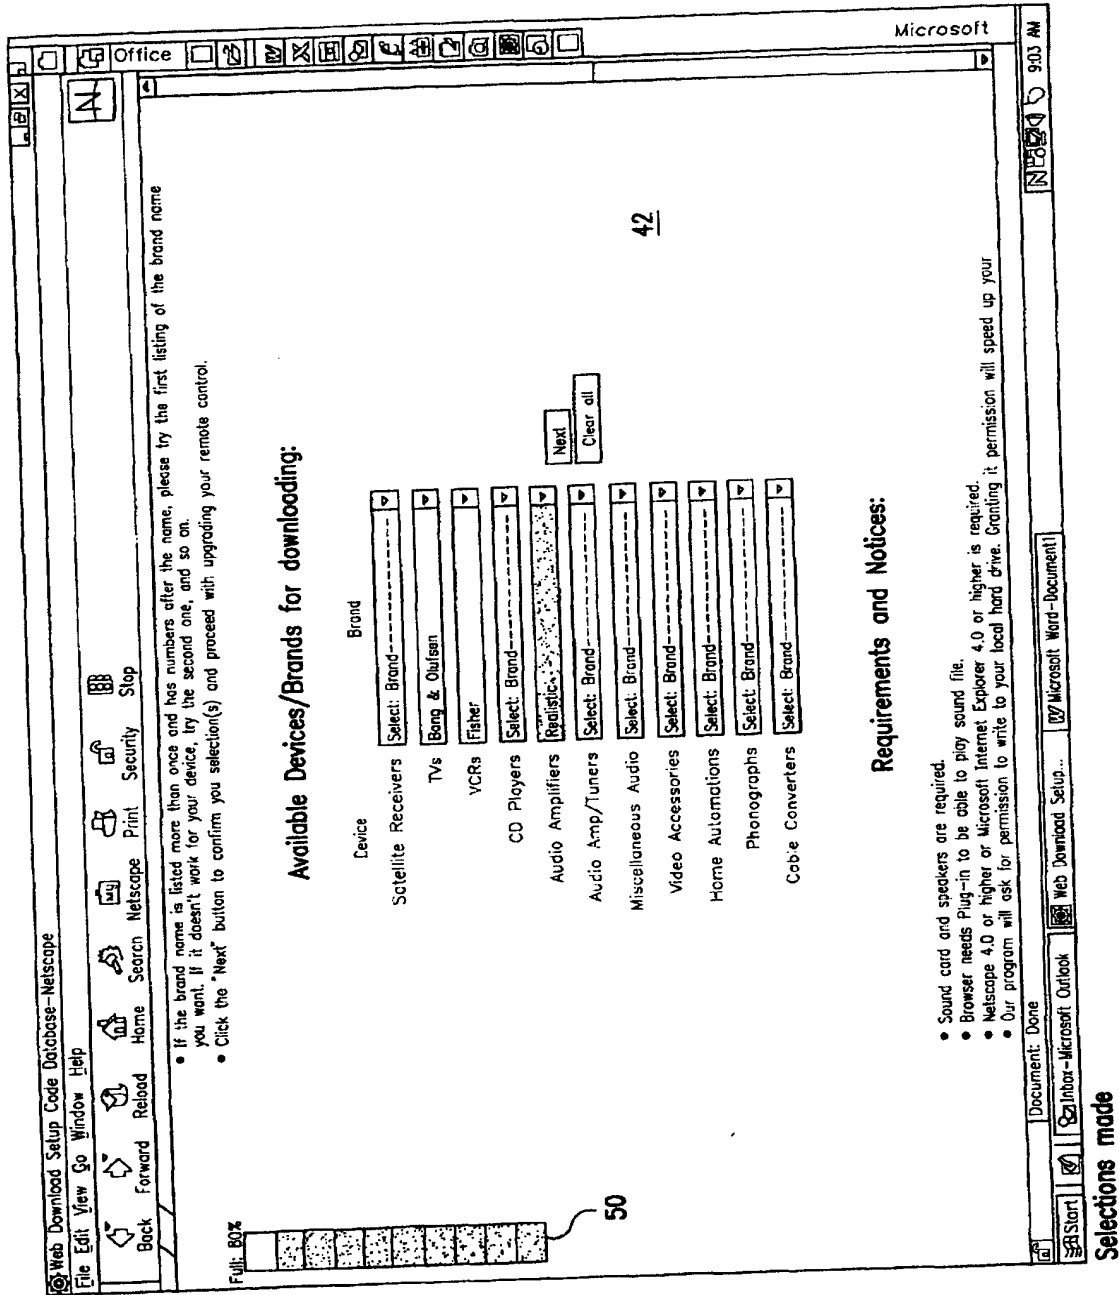 Web Download Setup Code Database-Netscape
File Edit View Go Window Help
Back Forward Reload Home Search Netscape Print Security Stop
N
Office
Microsoft
• If the brand name is listed more than once and has numbers after the name, please try the first listing of the brand name
you want. If it doesn't work for your device, try the second one, and so on.
• Click the "Next" button to confirm you selection(s) and proceed with upgrading your remote control.
Full: 80%
50
Available Devices/Brands for downloading:
Device Brand
Satellite Receivers Select: Brand
TVs Bang & Olufsen
VCRs Fisher
CD Players Select: Brand
Audio Amplifiers Realistic
Next
Audio Amp/Tuners Select: Brand
Clear all
Miscellaneous Audio Select: Brand
Video Accessories Select: Brand
Home Automations Select: Brand
Phonographs Select: Brand
Cable Converters Select: Brand
42
Requirements and Notices:
• Sound card and speakers are required.
• Browser needs Plug-in to be able to play sound file.
• Netscape 4.0 or higher or Microsoft Internet Explorer 4.0 or higher is required.
• Our program will ask for permission to write to your local hard drive. Granting it permission will speed up your
Document: Done
Start Inbox-Microsoft Outlook Web Download Setup... Microsoft Word-Document1 9:03 AM
Selections made